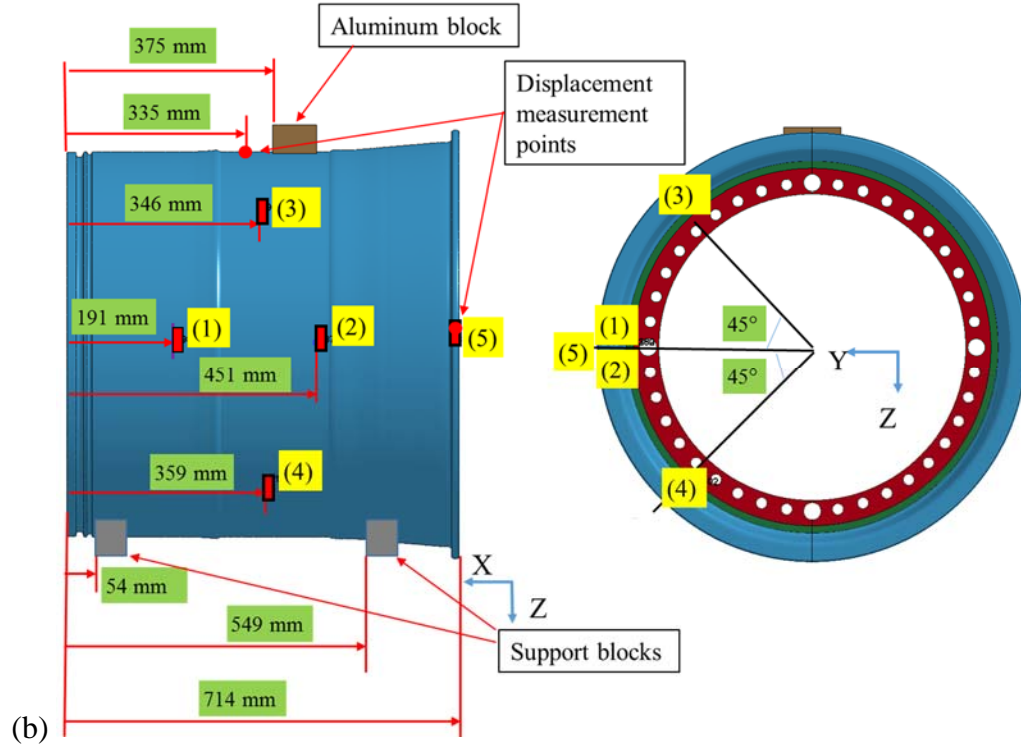 Aluminum block
375 mm
Displacement
measurement
points
335 mm
346 mm
(3)
(3)
191 mm
(1)
(2)
(5)
(1)
(5)
(2)
45°
45°
Y
Z
451 mm
359 mm
(4)
(4)
54 mm
X
Z
549 mm
Support blocks
714 mm
(b)